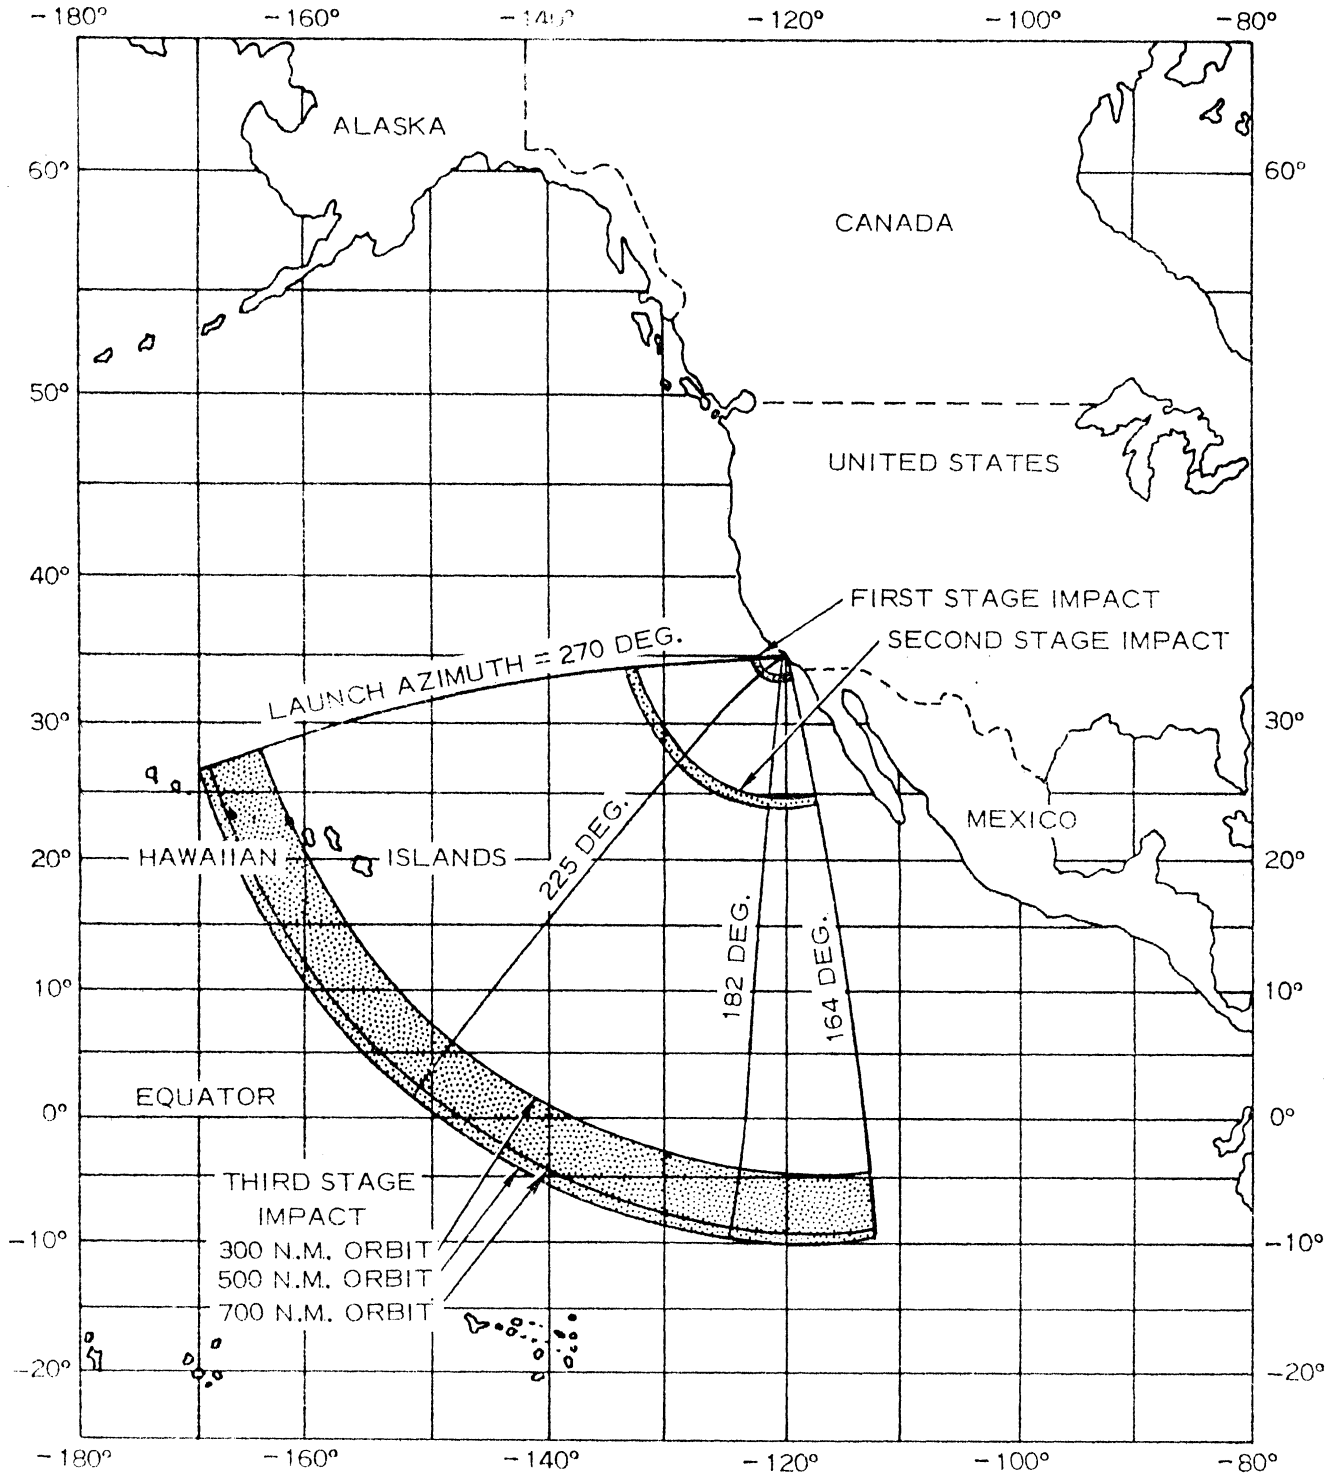 -180° -160° -140° -120° -100° -80°
ALASKA
60° 60°
CANADA
50°
UNITED STATES
40°
FIRST STAGE IMPACT
SECOND STAGE IMPACT
LAUNCH AZIMUTH = 270 DEG.
30° 30°
225 DEG.
MEXICO
HAWAIIAN ISLANDS
20° 20°
182 DEG.
164 DEG.
10° 10°
EQUATOR
0° 0°
THIRD STAGE
IMPACT
-10° -10°
300 N.M. ORBIT
500 N.M. ORBIT
700 N.M. ORBIT
-20° -20°
-180° -160° -140° -120° -100° -80°